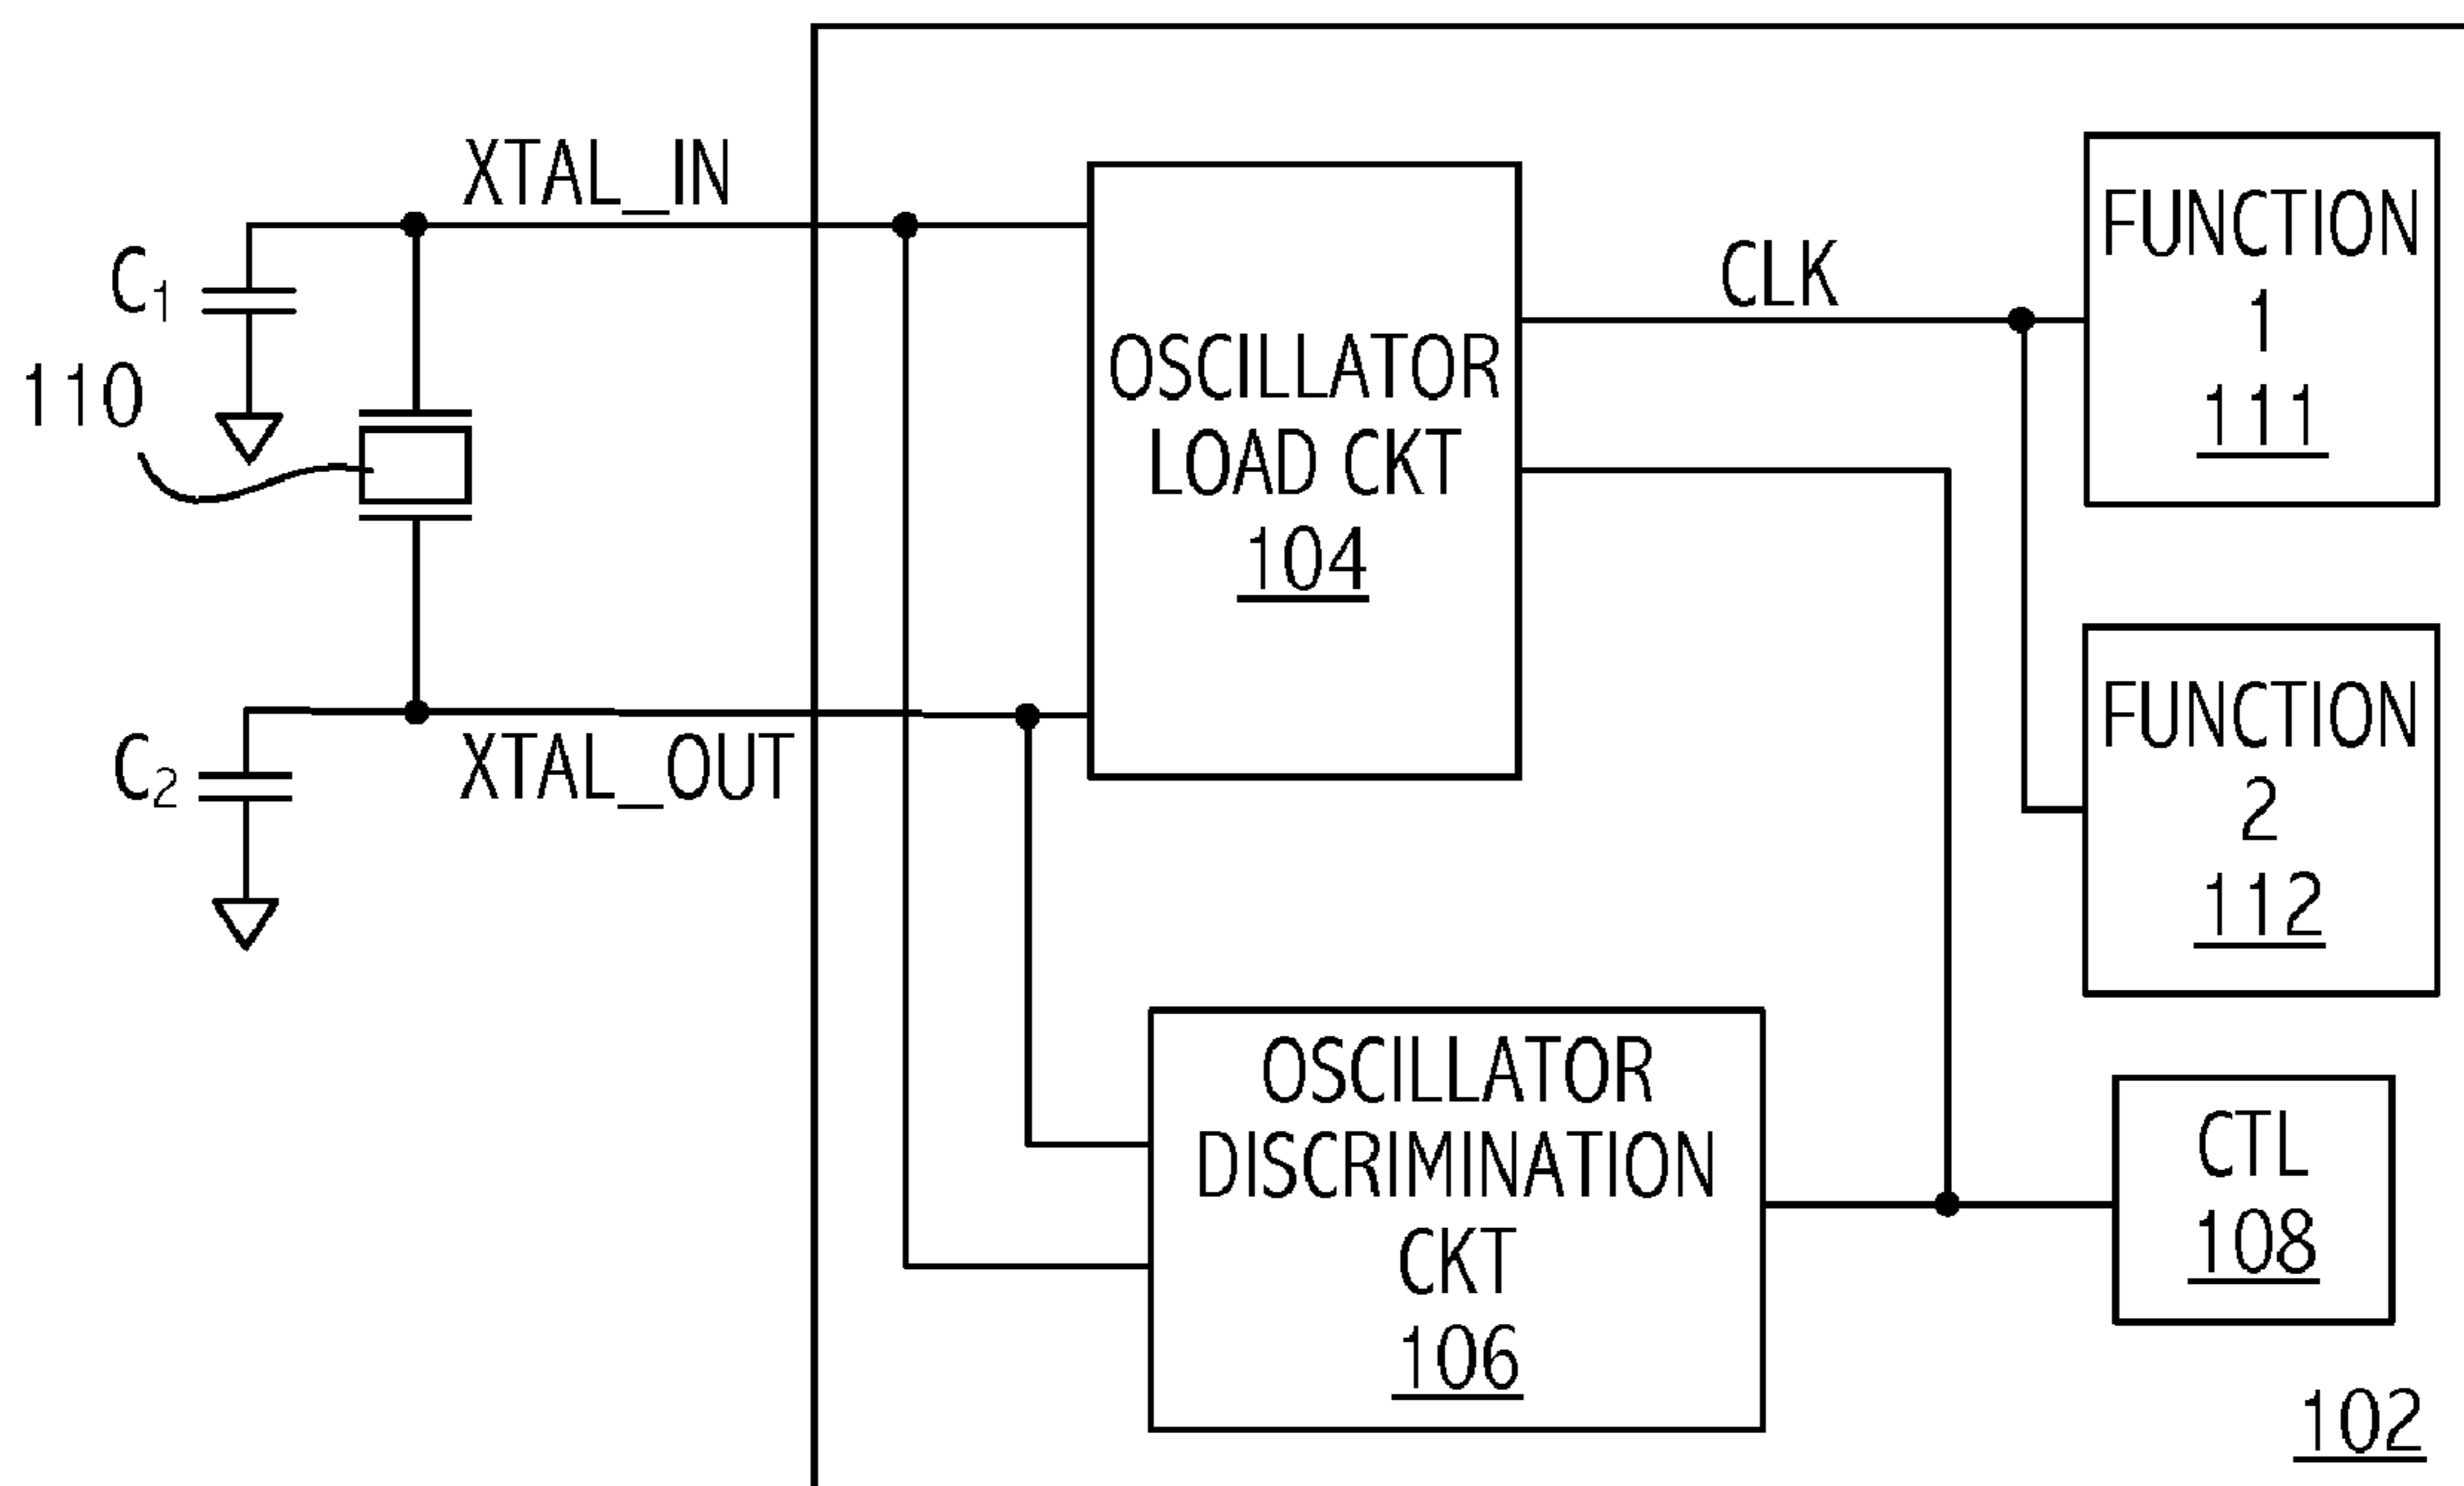 XTAL_IN
C1
110
C2
XTAL_OUT
OSCILLATOR
LOAD CKT
104
CLK
FUNCTION
1
111
FUNCTION
2
112
OSCILLATOR
DISCRIMINATION
CKT
106
CTL
108
102